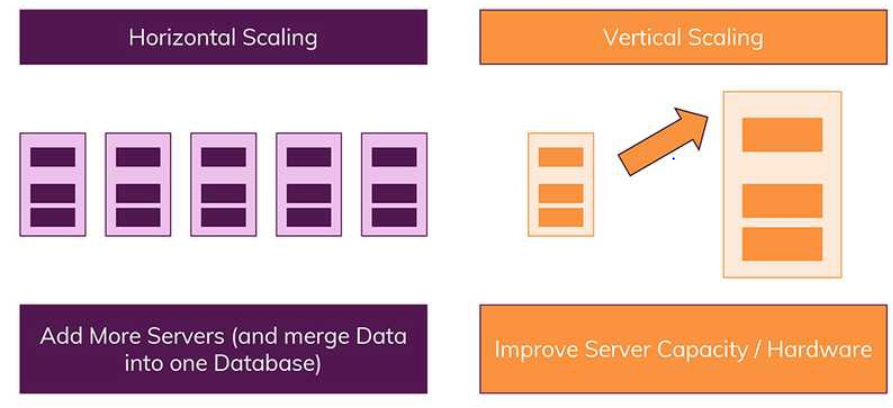 Horizontal Scaling
Vertical Scaling
Add More Servers (and merge Data
into one Database)
Improve Server Capacity / Hardware